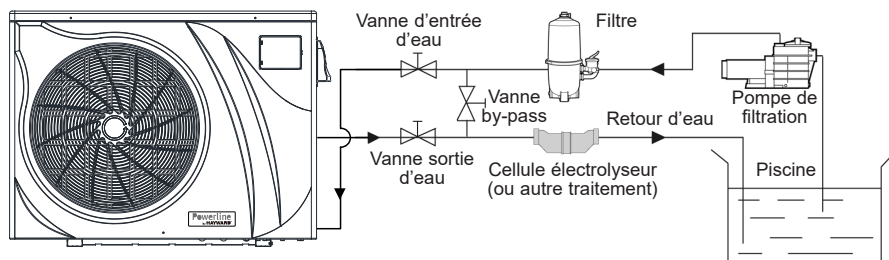 Vanne d'entrée
d'eau
Filtre
Vanne
by-pass
Pompe de
filtration
Vanne sortie
d'eau
Retour d'eau
Cellule électrolyseur
(ou autre traitement)
Piscine
Powerline
by HAYWARD